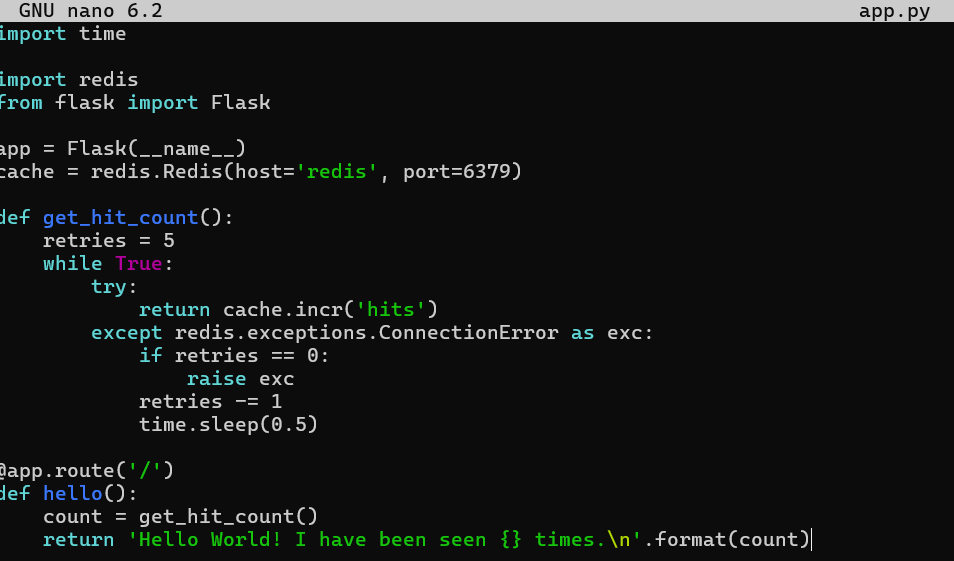 GNU nano 6.2 app.py
import time

import redis
from flask import Flask

app = Flask(__name__)
cache = redis.Redis(host='redis', port=6379)

def get_hit_count():
    retries = 5
    while True:
        try:
            return cache.incr('hits')
        except redis.exceptions.ConnectionError as exc:
            if retries == 0:
                raise exc
            retries -= 1
            time.sleep(0.5)

@app.route('/')
def hello():
    count = get_hit_count()
    return 'Hello World! I have been seen {} times.\n'.format(count)